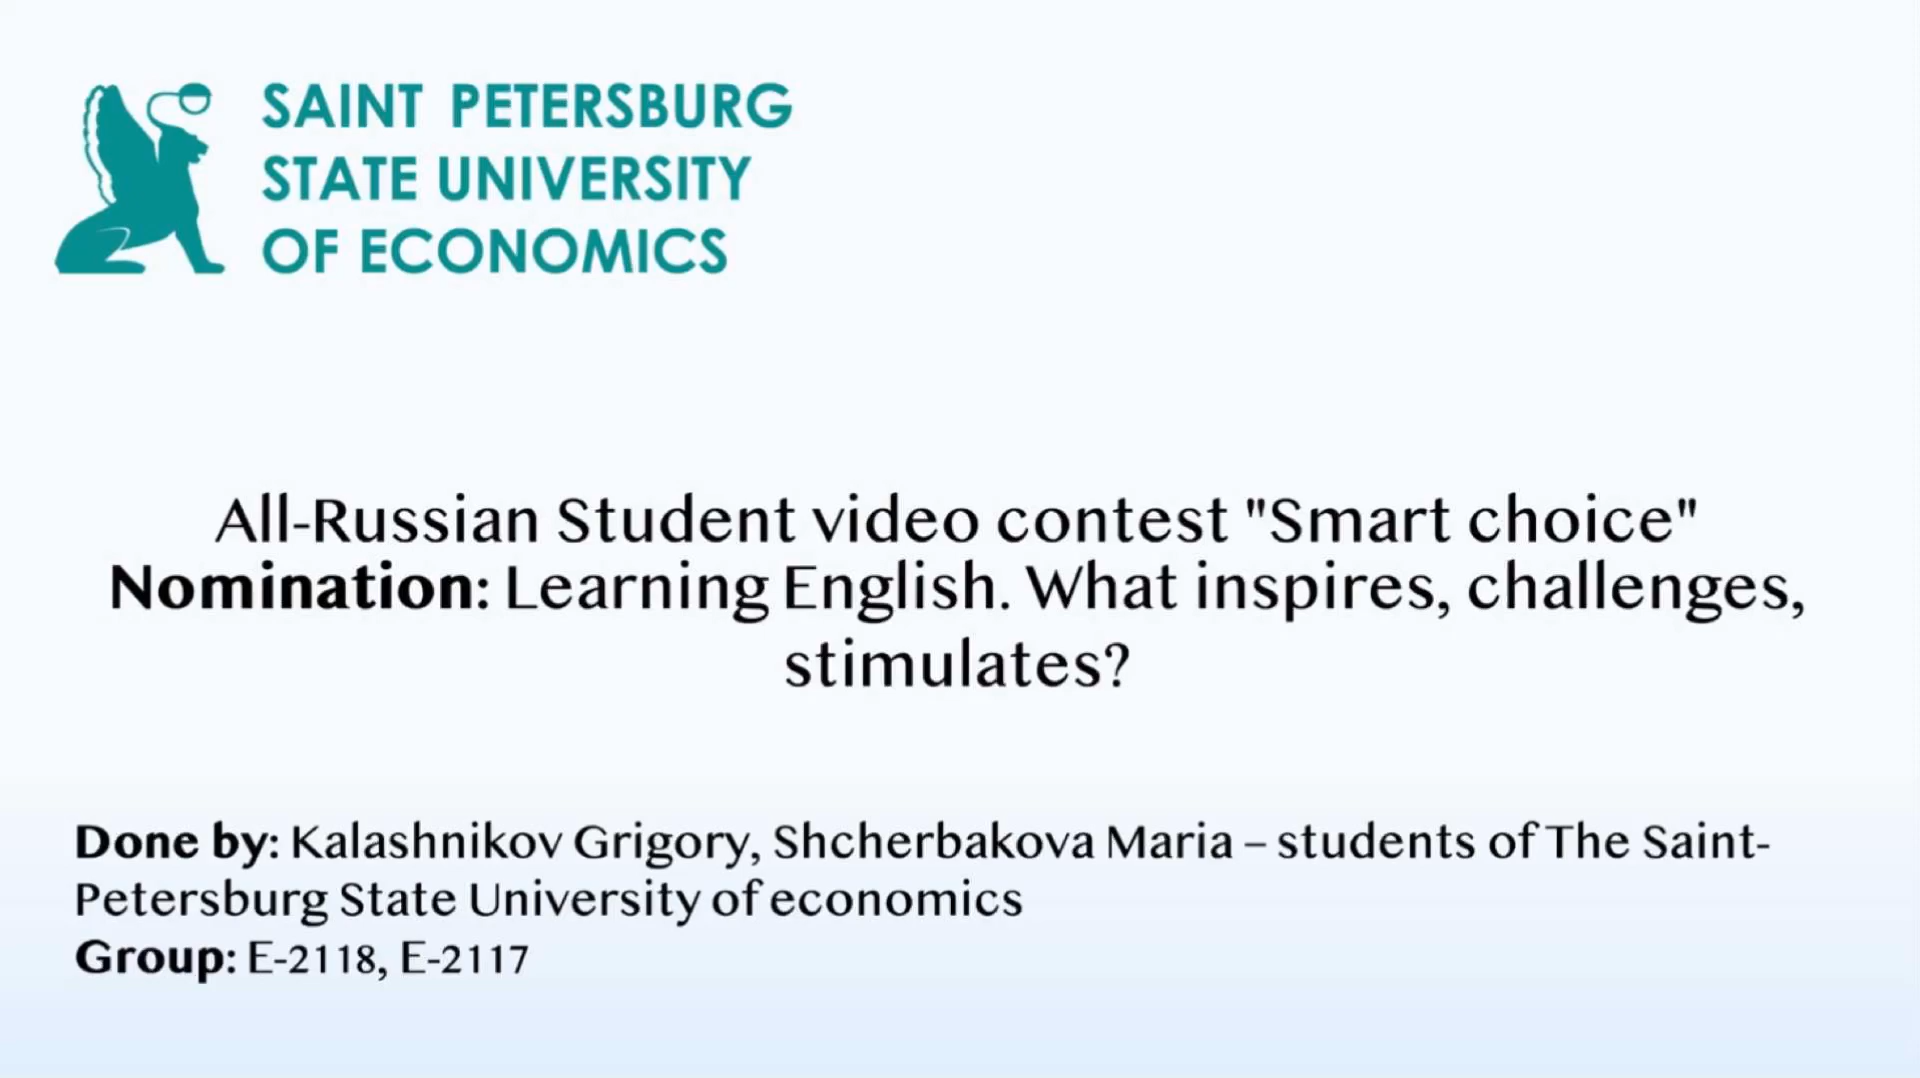 SAINT PETERSBURG
STATE UNIVERSITY
OF ECONOMICS
All-Russian Student video contest "Smart choice"
Nomination: Learning English. What inspires, challenges,
stimulates?
Done by: Kalashnikov Grigory, Shcherbakova Maria – students of The Saint-
Petersburg State University of economics
Group: E-2118, E-2117